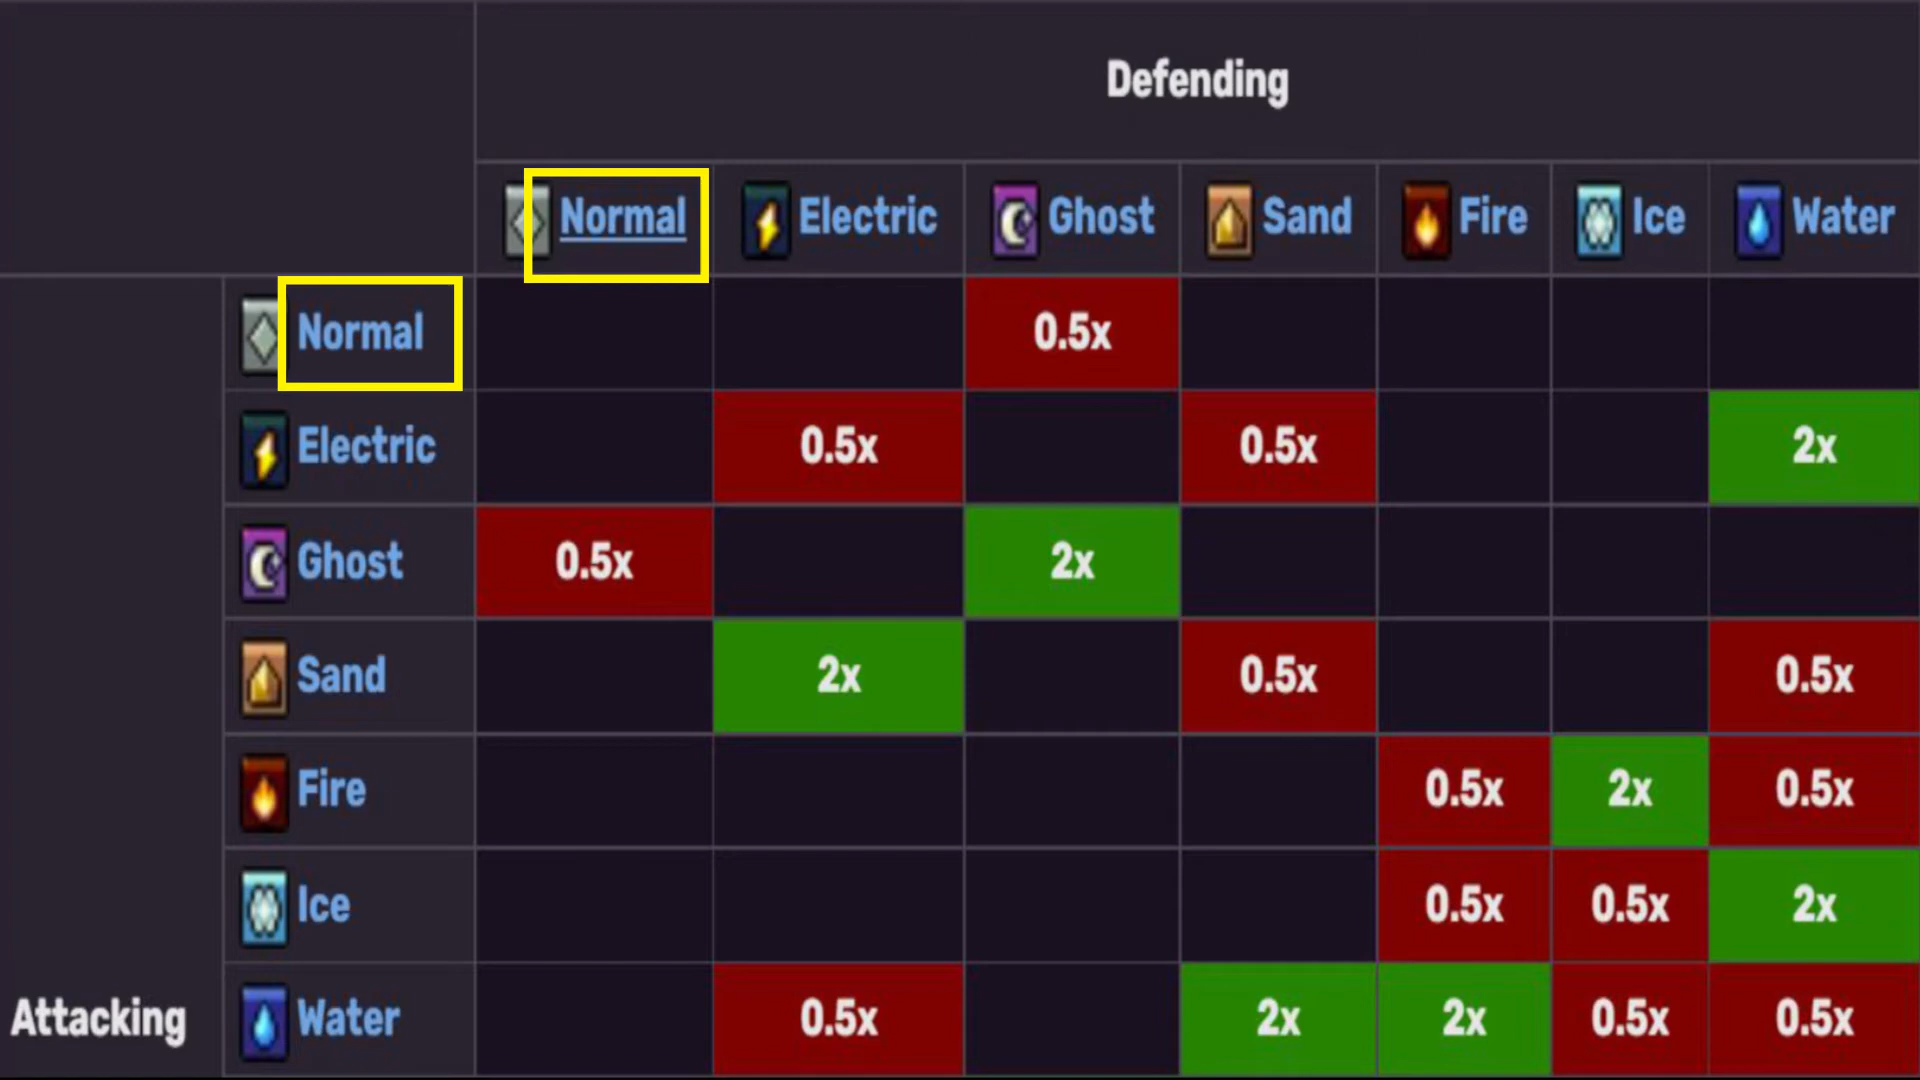 Defending
Normal Electric Ghost Sand Fire Ice Water
Normal 0.5x
Electric 0.5x 0.5x 2x
Ghost 0.5x 2x
Sand 2x 0.5x 0.5x
Fire 0.5x 2x 0.5x
Ice 0.5x 0.5x 2x
Attacking Water 0.5x 2x 2x 0.5x 0.5x